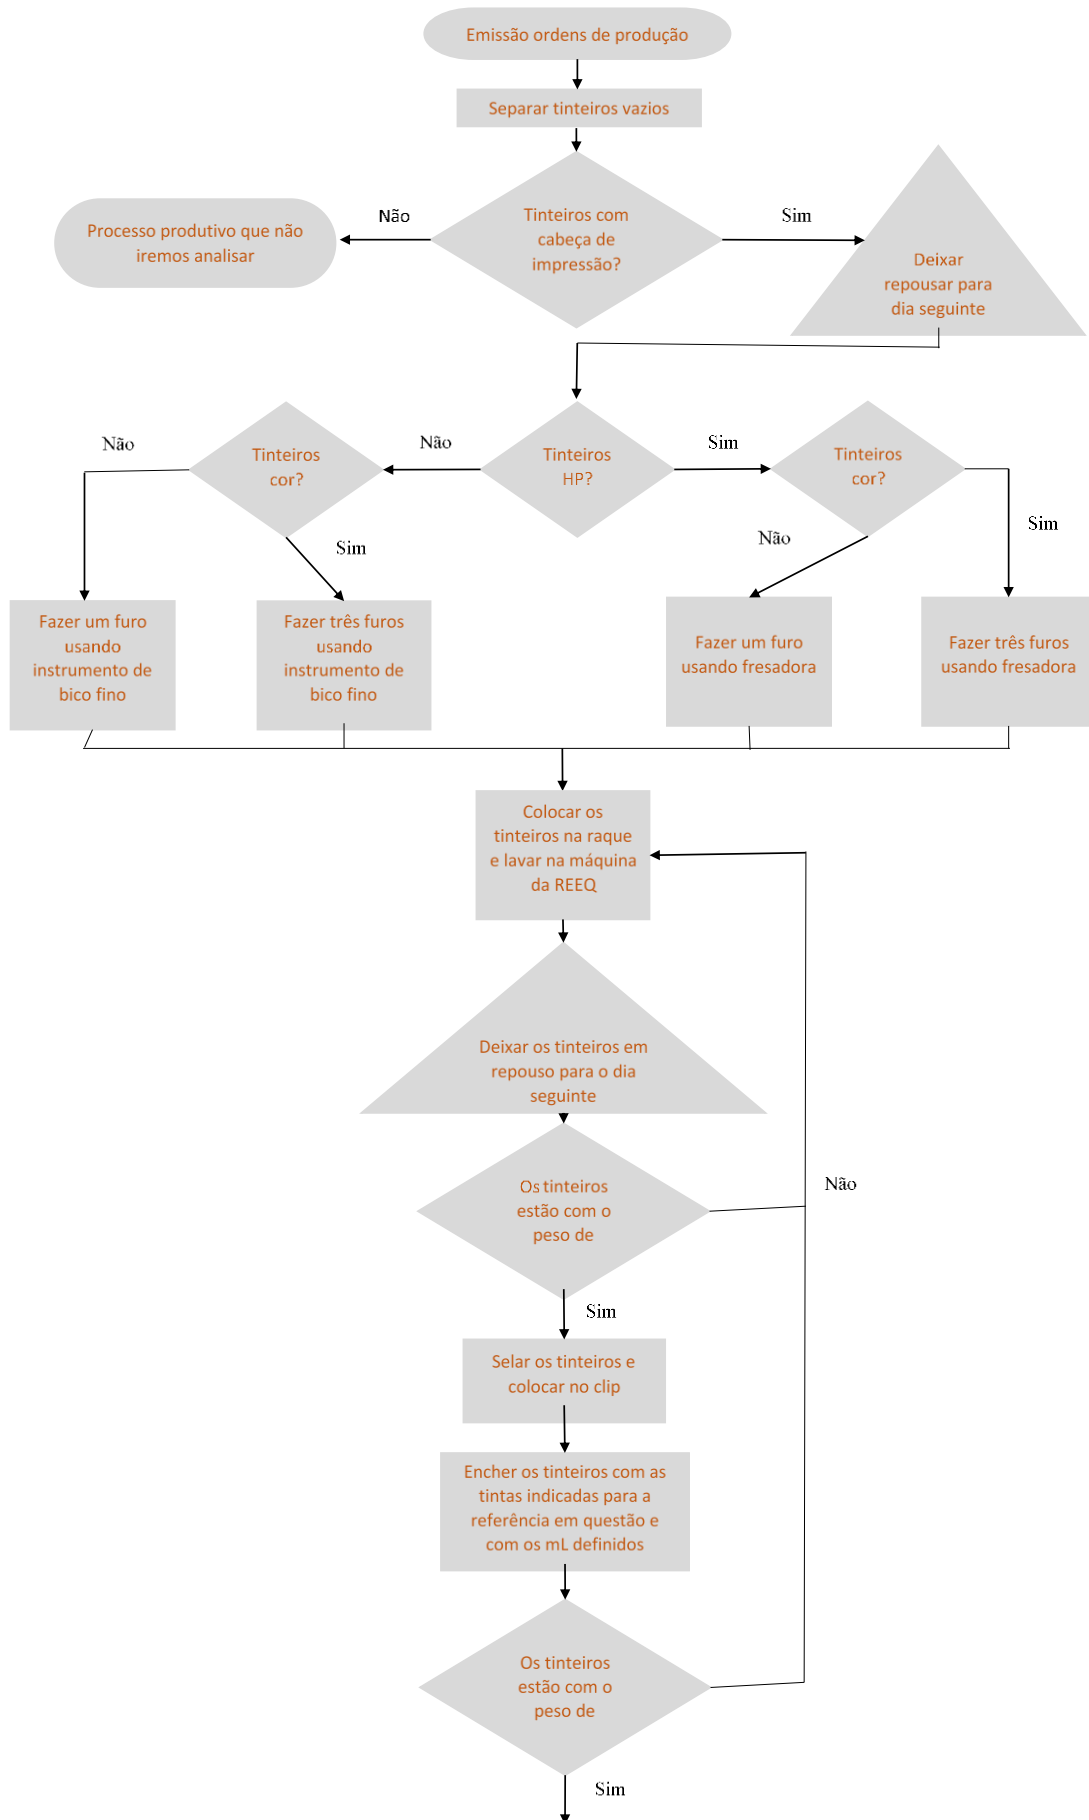 Emissão ordens de produção
Separar tinteiros vazios
Tinteiros com
cabeça de
impressão?
Não
Sim
Processo produtivo que não
iremos analisar
Deixar
repousar para
dia seguinte
Tinteiros
HP?
Não
Sim
Tinteiros
cor?
Não
Sim
Tinteiros
cor?
Não
Sim
Fazer um furo
usando
instrumento de
bico fino
Fazer três furos
usando
instrumento de
bico fino
Fazer um furo
usando fresadora
Fazer três furos
usando fresadora
Colocar os
tinteiros na raque
e lavar na máquina
da REEQ
Deixar os tinteiros em
repouso para o dia
seguinte
Os tinteiros
estão com o
peso de
Não
Sim
Selar os tinteiros e
colocar no clip
Encher os tinteiros com as
tintas indicadas para a
referência em questão e
com os mL definidos
Os tinteiros
estão com o
peso de
Sim